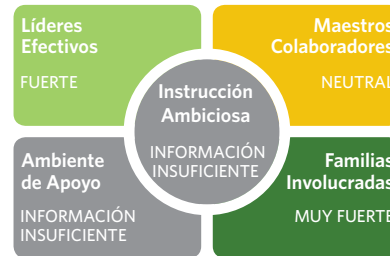 Líderes
Efectivos
FUERTE
Maestros
Colaboradores
NEUTRAL
Instrucción
Ambiciosa
INFORMACIÓN
INSUFICIENTE
Ambiente
de Apoyo
INFORMACIÓN
INSUFICIENTE
Familias
Involucradas
MUY FUERTE